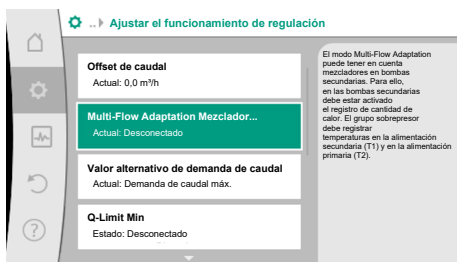 .. Ajustar el funcionamiento de regulación
Offset de caudal
Actual: 0,0 m³/h
Multi-Flow Adaptation Mezclador...
Actual: Desconectado
Valor alternativo de demanda de caudal
Actual: Demanda de caudal máx.
Q-Limit Min
Estado: Desconectado
El modo Multi-Flow Adaptation
puede tener en cuenta
mezcladores en bombas
secundarias. Para ello,
en las bombas secundarias
debe estar activado
el registro de cantidad de
calor. El grupo sobrepresor
debe registrar
temperaturas en la alimentación
secundaria (T1) y en la alimentación
primaria (T2).